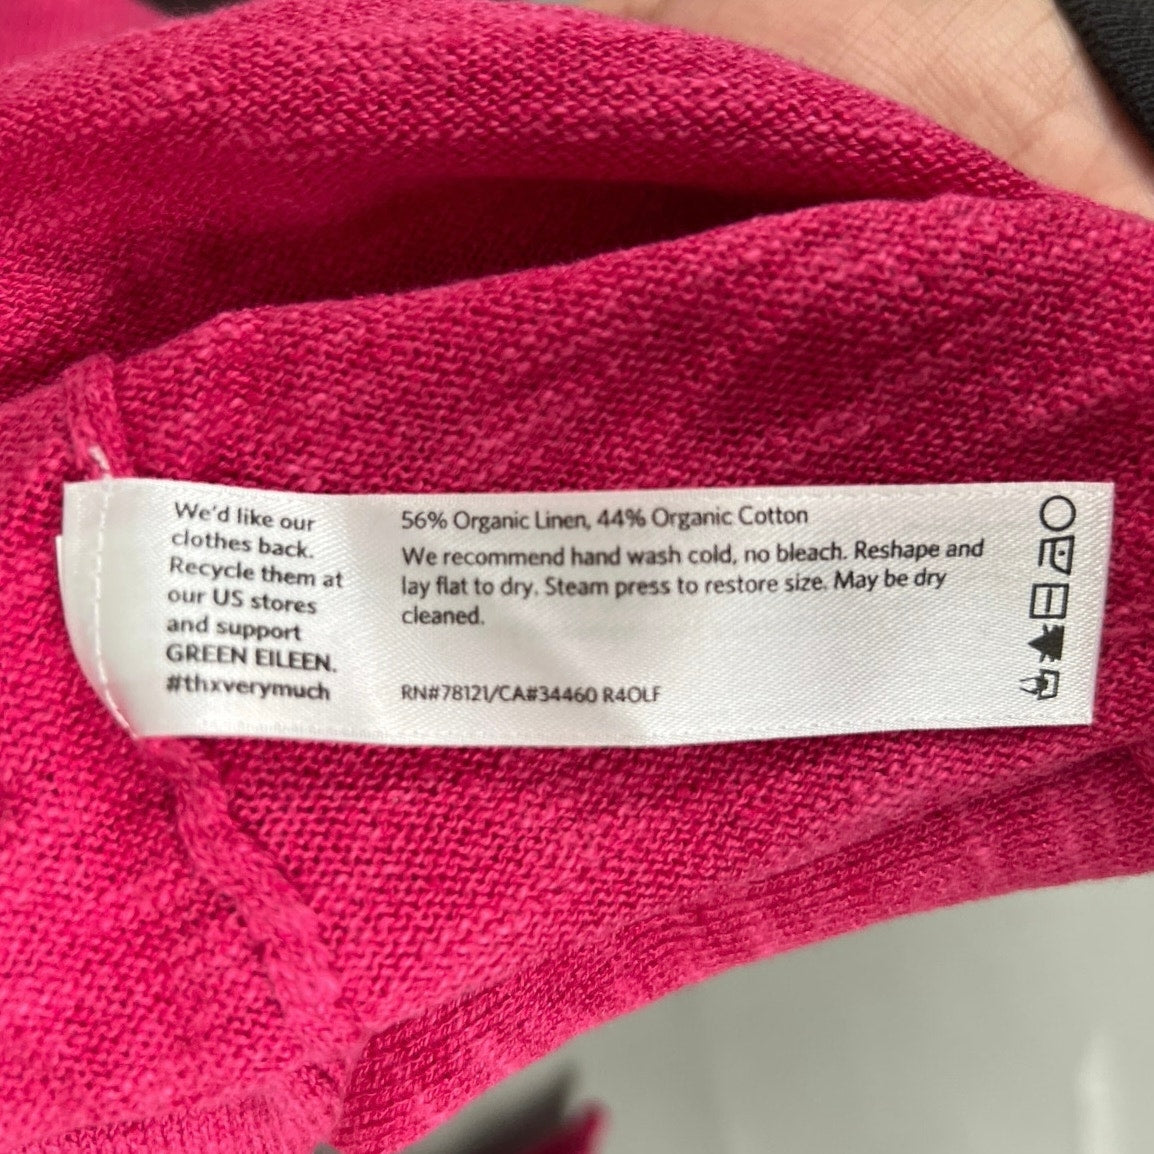 We'd like our
clothes back.
Recycle them at
our US stores
and support
GREEN EILEEN.
#thxverymuch
56% Organic Linen, 44% Organic Cotton
We recommend hand wash cold, no bleach. Reshape and
lay flat to dry. Steam press to restore size. May be dry
cleaned.
RN#78121/CA#34460 R4OLF